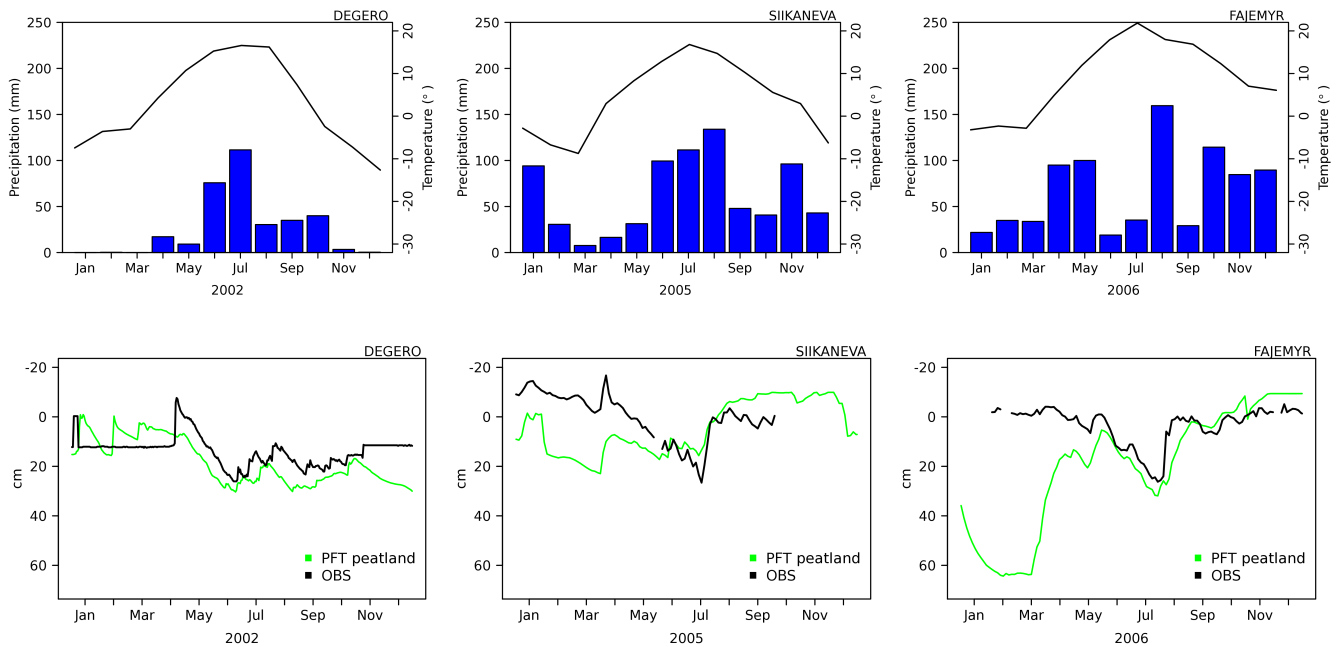 DEGERO
Precipitation (mm)
250
200
150
100
50
0
20
10
0
-10
-20
-30
Temperature (° )
Jan Mar May Jul Sep Nov
2002
SIIKANEVA
Precipitation (mm)
250
200
150
100
50
0
20
10
0
-10
-20
-30
Temperature (° )
Jan Mar May Jul Sep Nov
2005
FAJEMYR
Precipitation (mm)
250
200
150
100
50
0
20
10
0
-10
-20
-30
Temperature (° )
Jan Mar May Jul Sep Nov
2006
DEGERO
cm
-20
0
20
40
60
PFT peatland
OBS
Jan Mar May Jul Sep Nov
2002
SIIKANEVA
cm
-20
0
20
40
60
PFT peatland
OBS
Jan Mar May Jul Sep Nov
2005
FAJEMYR
cm
-20
0
20
40
60
PFT peatland
OBS
Jan Mar May Jul Sep Nov
2006